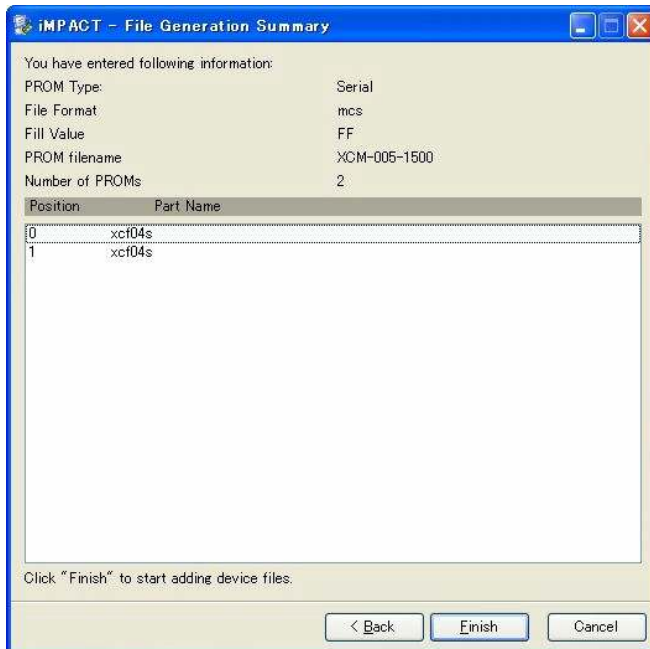 iMPACT - File Generation Summary
You have entered following information:
PROM Type: Serial
File Format mcs
Fill Value FF
PROM filename XCM-005-1500
Number of PROMs 2
Position Part Name
0 xcf04s
1 xcf04s
Click "Finish" to start adding device files.
< Back Finish Cancel